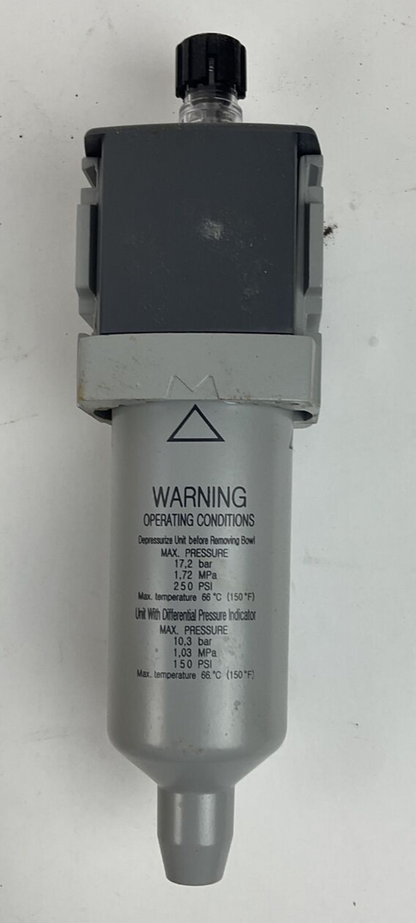 WARNING
OPERATING CONDITIONS
Depressurize Unit before Removing Bowl
MAX. PRESSURE
17,2 bar
1,72 MPa
250 PSI
Max. temperature 66°C (150°F)
Unit With Differential Pressure Indicator
MAX. PRESSURE
10,3 bar
1,03 MPa
150 PSI
Max. temperature 66°C (150°F)